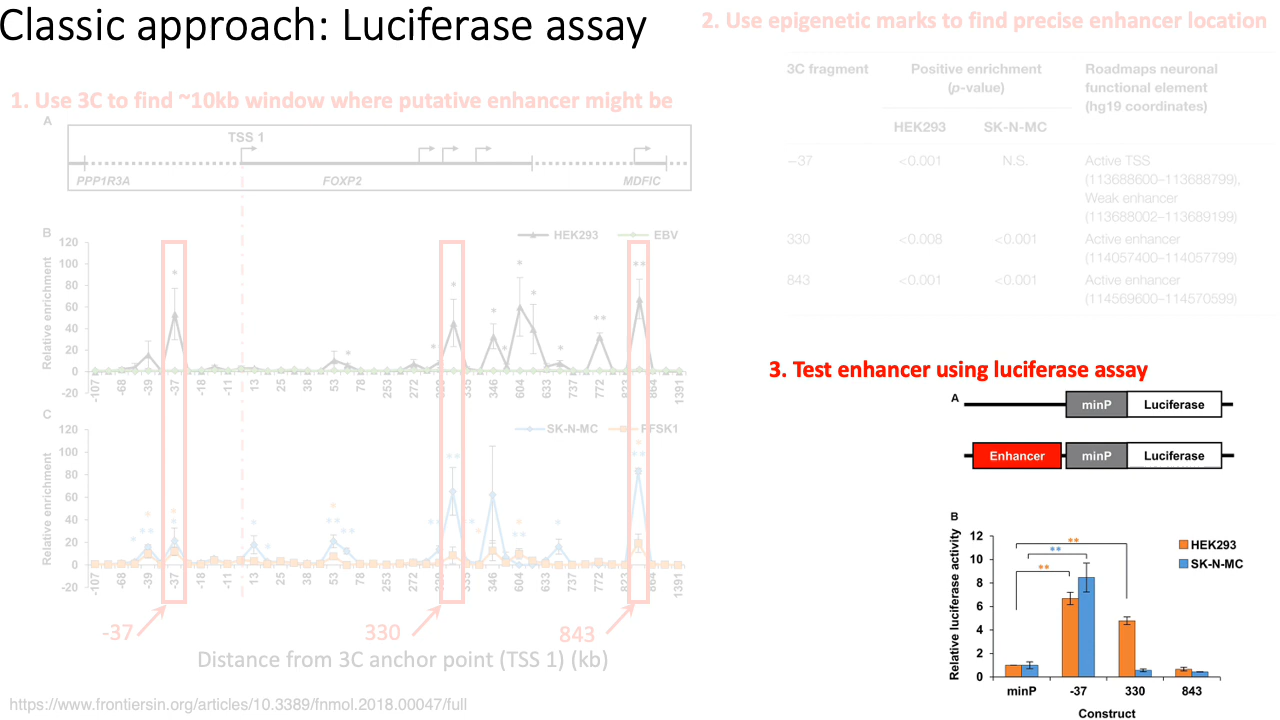 Classic approach: Luciferase assay
1. Use 3C to find ~10kb window where putative enhancer might be
A
TSS 1
PPP1R3A
FOXP2
MDFIC
B
HEK293
EBV
Relative enrichment
120
100
80
60
40
20
0
-20
* * * * * * * * ** **
-107 -68 -39 -37 -18 -11 13 25 38 53 78 253 272 335 346 604 633 737 772 823 864 1391
C
SK-N-MC
PFSK1
Relative enrichment
120
100
80
60
40
20
0
-20
-107 -68 -39 -37 -18 -11 13 25 38 53 78 253 272 335 346 604 633 737 772 823 864 1391
-37
330
843
Distance from 3C anchor point (TSS 1) (kb)
https://www.frontiersin.org/articles/10.3389/fnmol.2018.00047/full
2. Use epigenetic marks to find precise enhancer location
3C fragment Positive enrichment Roadmaps neuronal
(p-value) functional element
(hg19 coordinates)
HEK293 SK-N-MC
−37 <0.001 N.S. Active TSS
(113688600–113688799),
Weak enhancer
(113688002–113689199)
330 <0.008 <0.001 Active enhancer
(114057400–114057799)
843 <0.001 <0.001 Active enhancer
(114569600–114570599)
3. Test enhancer using luciferase assay
A
minP Luciferase
Enhancer minP Luciferase
B
Relative luciferase activity
12
10
8
6
4
2
0
**
**
**
HEK293
SK-N-MC
minP -37 330 843
Construct